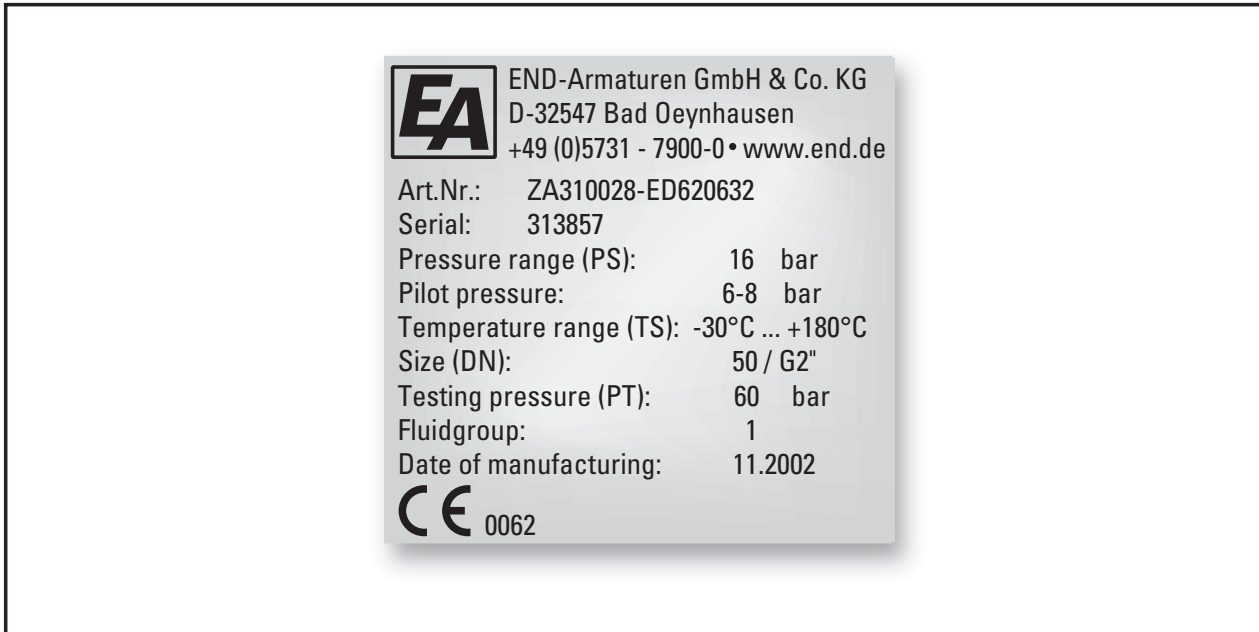 EA
END-Armaturen GmbH & Co. KG
D-32547 Bad Oeynhausen
+49 (0)5731 - 7900-0 • www.end.de
Art.Nr.: ZA310028-ED620632
Serial: 313857
Pressure range (PS): 16 bar
Pilot pressure: 6-8 bar
Temperature range (TS): -30°C ... +180°C
Size (DN): 50 / G2"
Testing pressure (PT): 60 bar
Fluidgroup: 1
Date of manufacturing: 11.2002
CE 0062